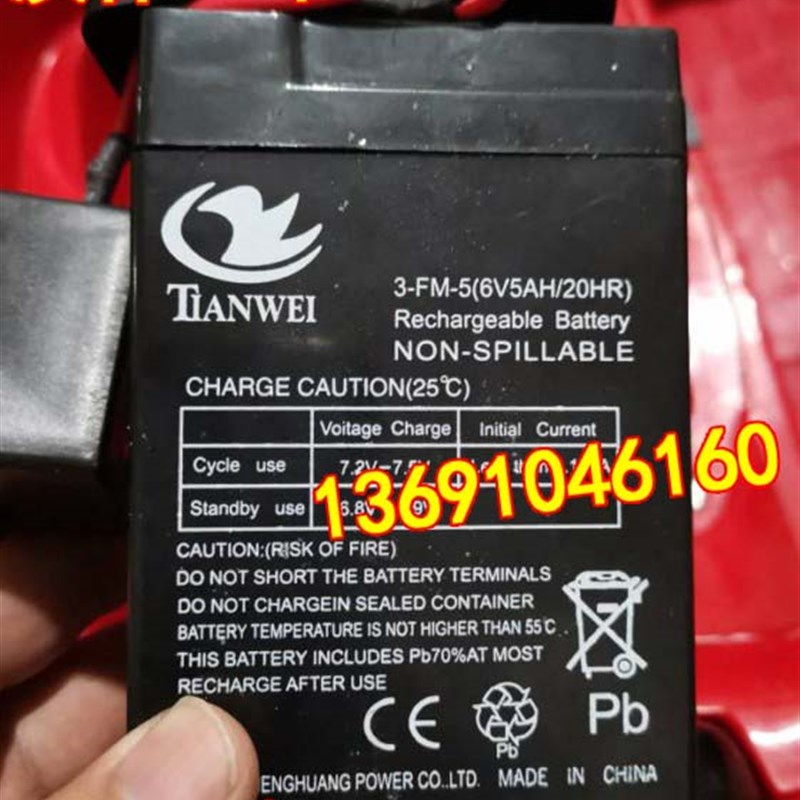 TIANWEI
3-FM-5(6V5AH/20HR)
Rechargeable Battery
NON-SPILLABLE
CHARGE CAUTION(25℃)
Voitage Charge Initial Current
Cycle use
Standby use
13691046160
CAUTION:(RISK OF FIRE)
DO NOT SHORT THE BATTERY TERMINALS
DO NOT CHARGEIN SEALED CONTAINER
BATTERY TEMPERATURE IS NOT HIGHER THAN 55℃
THIS BATTERY INCLUDES Pb70%AT MOST
RECHARGE AFTER USE
CE
Pb
Pb
POWER CO.,LTD. MADE IN CHINA